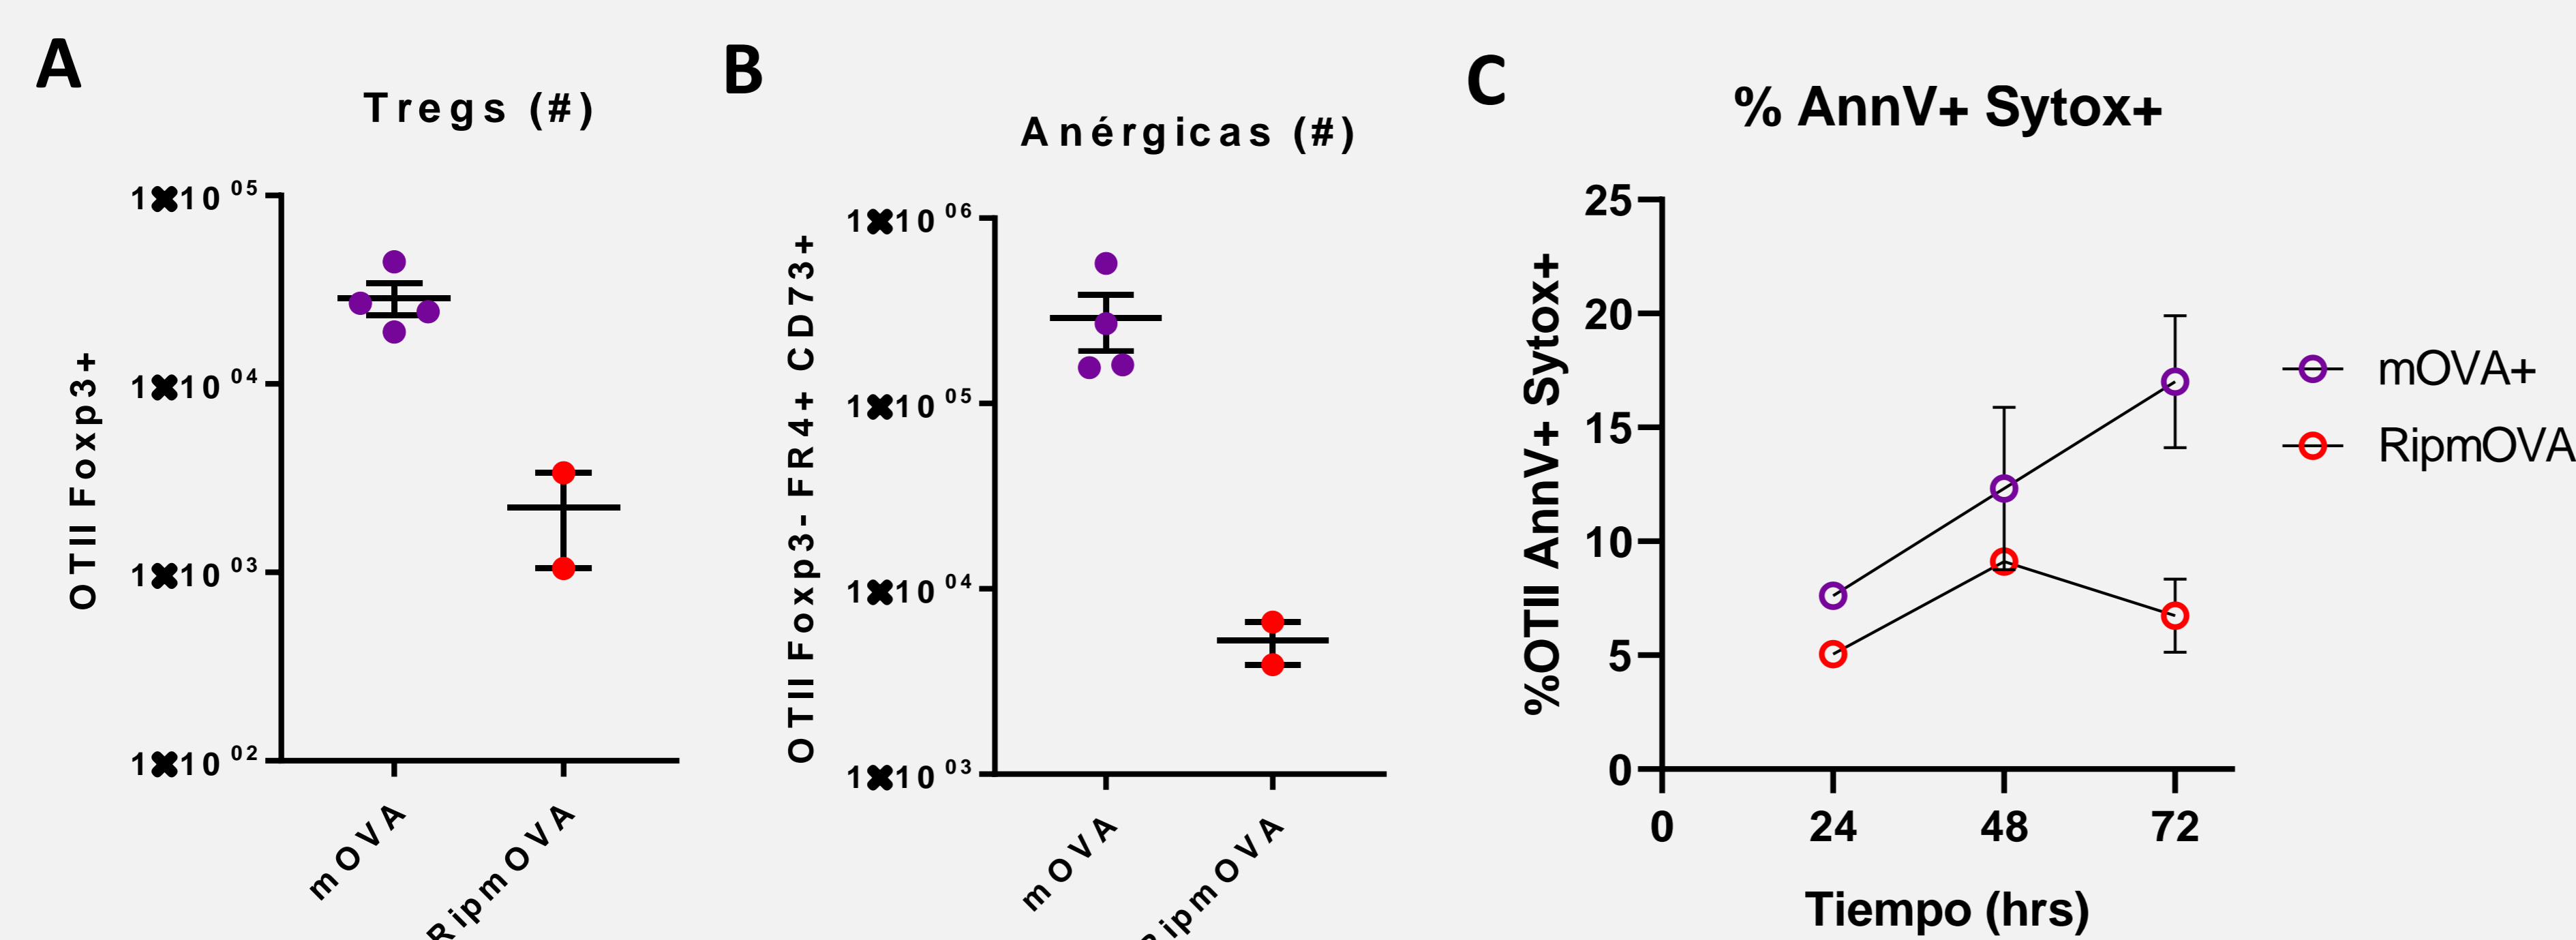 A
Tregs (#)
OTII Foxp3+
1✖10 05
1✖10 04
1✖10 03
1✖10 02
mOVA
RipmOVA
B
Anérgicas (#)
OTII Foxp3- FR4+ CD73+
1✖10 06
1✖10 05
1✖10 04
1✖10 03
mOVA
RipmOVA
C
% AnnV+ Sytox+
%OTII AnnV+ Sytox+
25
20
15
10
5
0
0 24 48 72
Tiempo (hrs)
mOVA+
RipmOVA